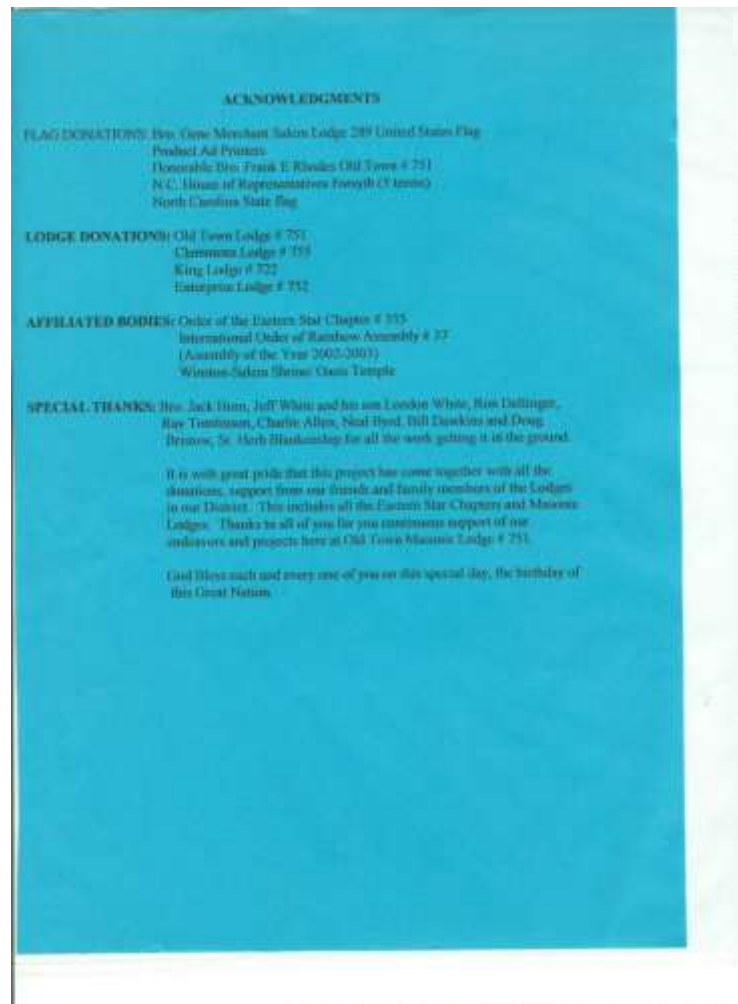 ACKNOWLEDGMENTS
FLAG DONATIONS: Bro. Gene Merchant Salem Lodge 289 United States Flag
Product Ad Printers
Honorable Bro. Frank E Rhodes Old Town # 751
N.C. House of Representatives Forsyth (5 terms)
North Carolina State flag
LODGE DONATIONS: Old Town Lodge # 751
Clemmons Lodge # 755
King Lodge # 722
Enterprise Lodge # 752
AFFILIATED BODIES: Order of the Eastern Star Chapter #
International Order of Rainbow Assembly #
(Assembly of the Year 2002-2003)
Winston-Salem Shrine Oasis Temple
SPECIAL THANKS: Bro. Jack Horn, Jeff White and his son London White, Ron Dellinger,
Ray Tomlinson, Charlie Allen, Neal Byrd, Bill Dawkins and Doug
Bristow, Sr. Herb Blankenship for all the work getting it in the ground.
It is with great pride that this project has come together with all the
donations, support from our friends and family members of the Lodges
in our District. This includes all the Eastern Star Chapters and Masonic
Lodges. Thanks to all of you for you continuous support of our
endeavors and projects here at Old Town Masonic Lodge # 751.
God Bless each and every one of you on this special day, the birthday of
this Great Nation.